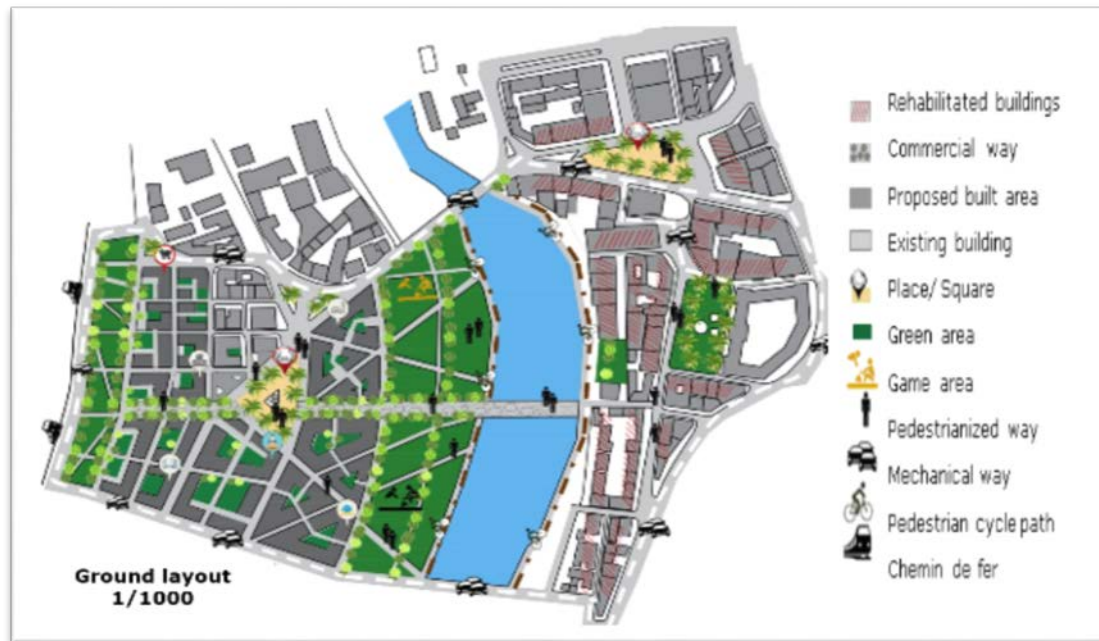 Rehabilitated buildings
Commercial way
Proposed built area
Existing building
Place/ Square
Green area
Game area
Pedestrianized way
Mechanical way
Pedestrian cycle path
Chemin de fer
Ground layout
1/1000